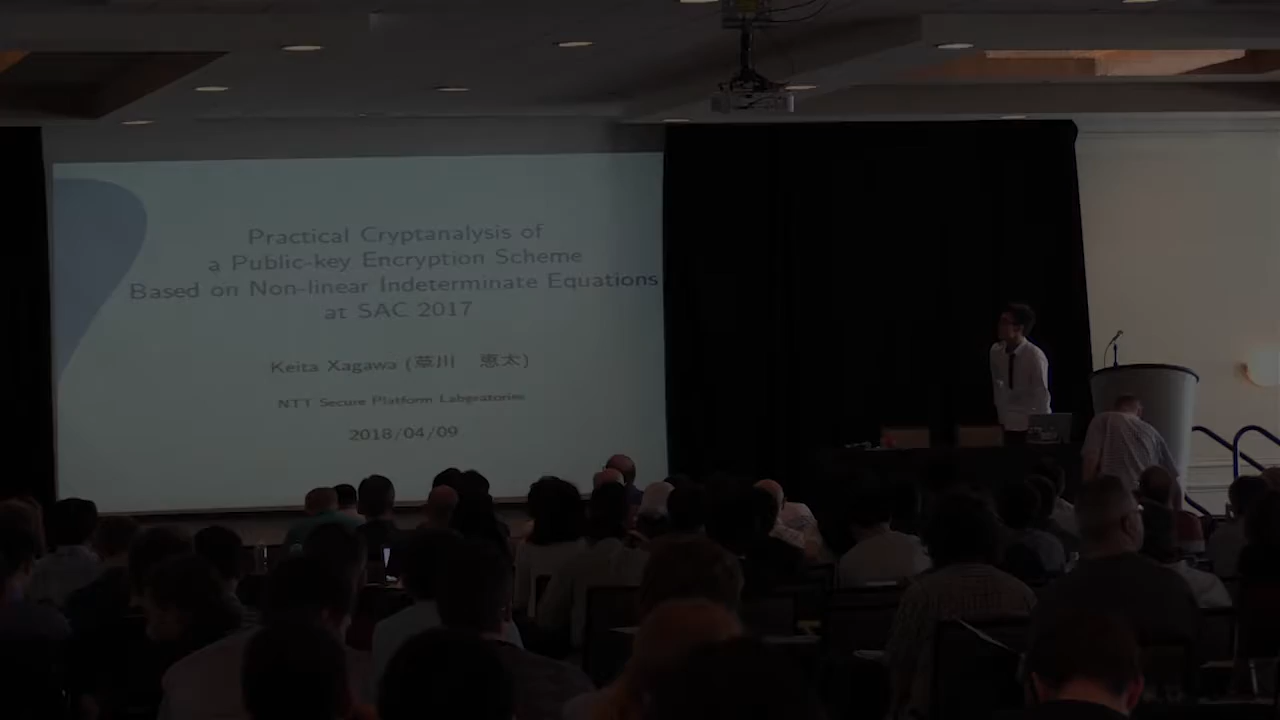 Practical Cryptanalysis of
a Public-key Encryption Scheme
Based on Non-linear Indeterminate Equations
at SAC 2017
Keita Xagawa (草川 恵太)
NTT Secure Platform Laboratories
2018/04/09